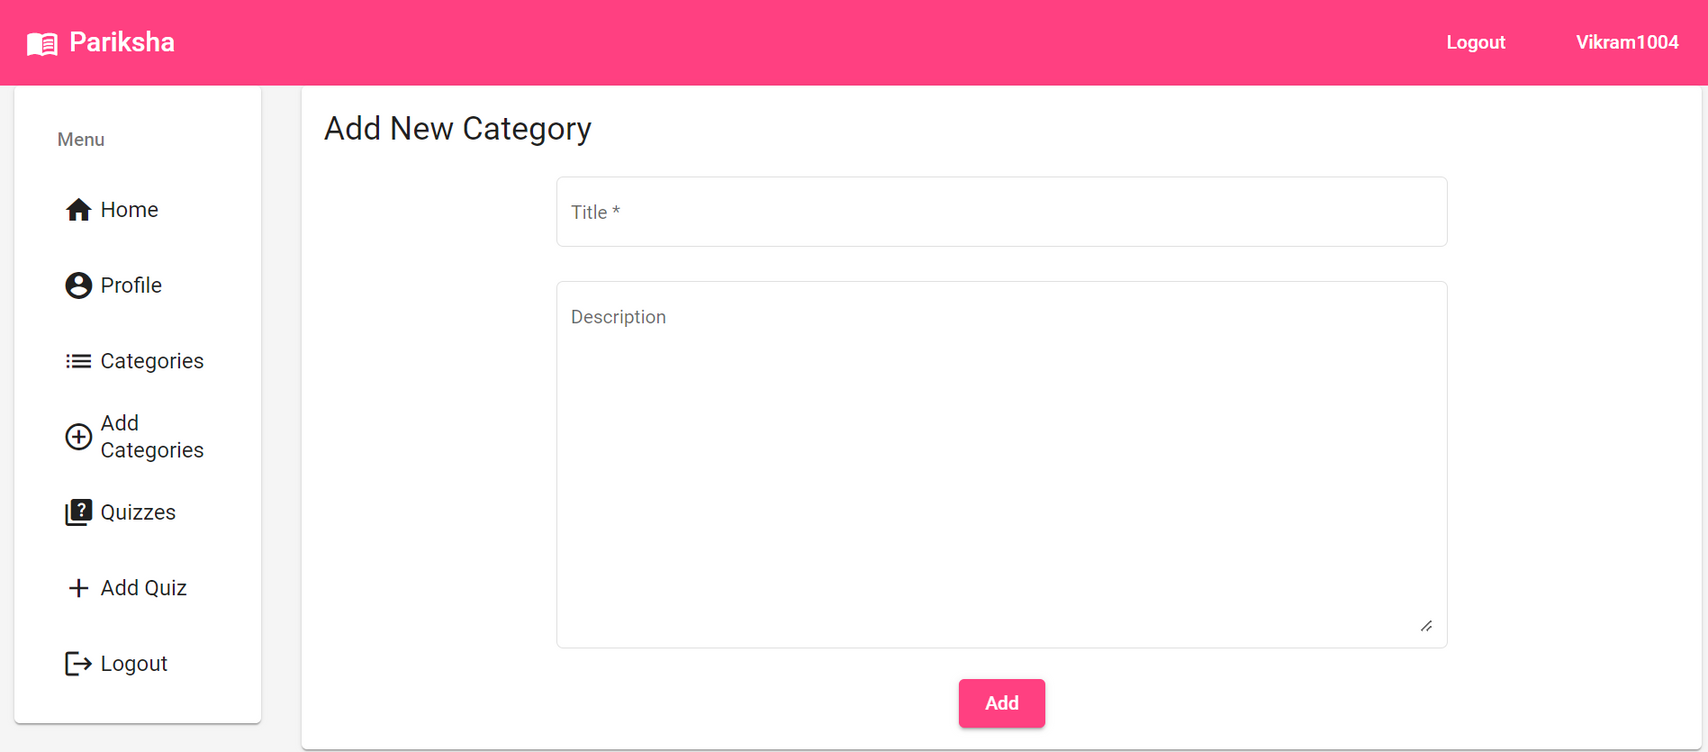 Pariksha
Logout
Vikram1004
Menu
Home
Profile
Categories
Add
Categories
Quizzes
Add Quiz
Logout
Add New Category
Title *
Description
Add